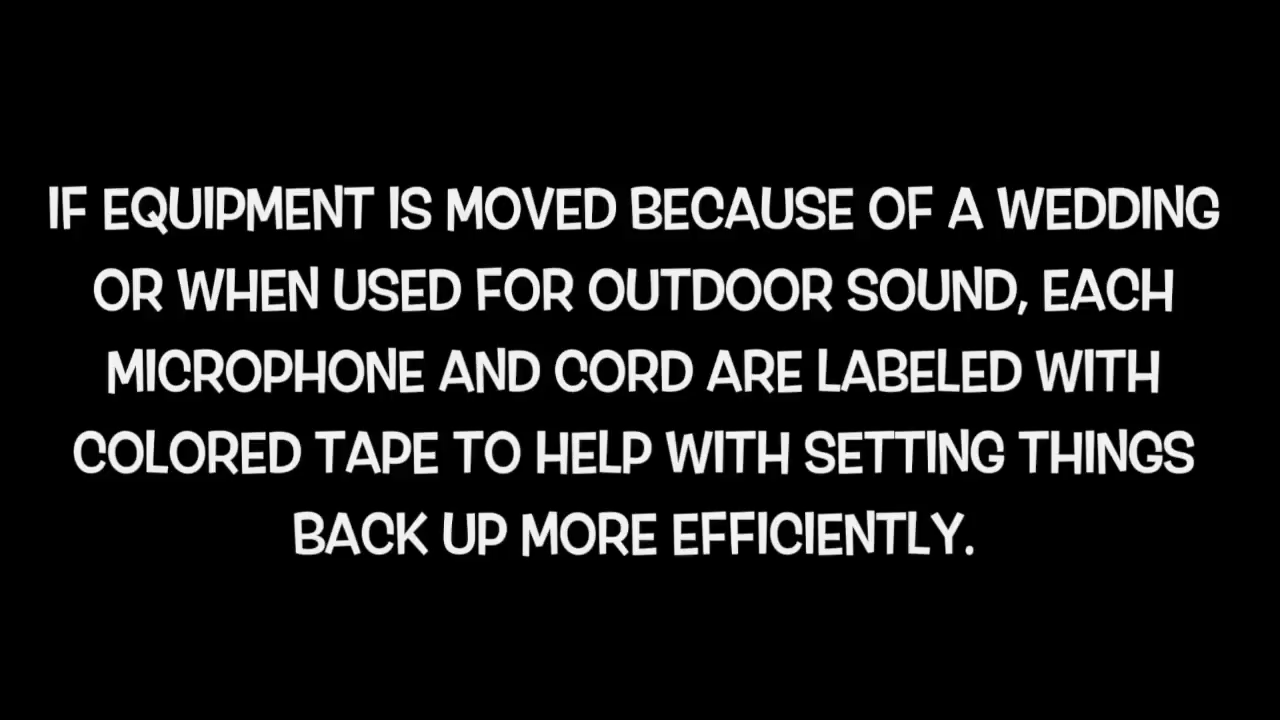 IF EQUIPMENT IS MOVED BECAUSE OF A WEDDING
OR WHEN USED FOR OUTDOOR SOUND, EACH
MICROPHONE AND CORD ARE LABELED WITH
COLORED TAPE TO HELP WITH SETTING THINGS
BACK UP MORE EFFICIENTLY.